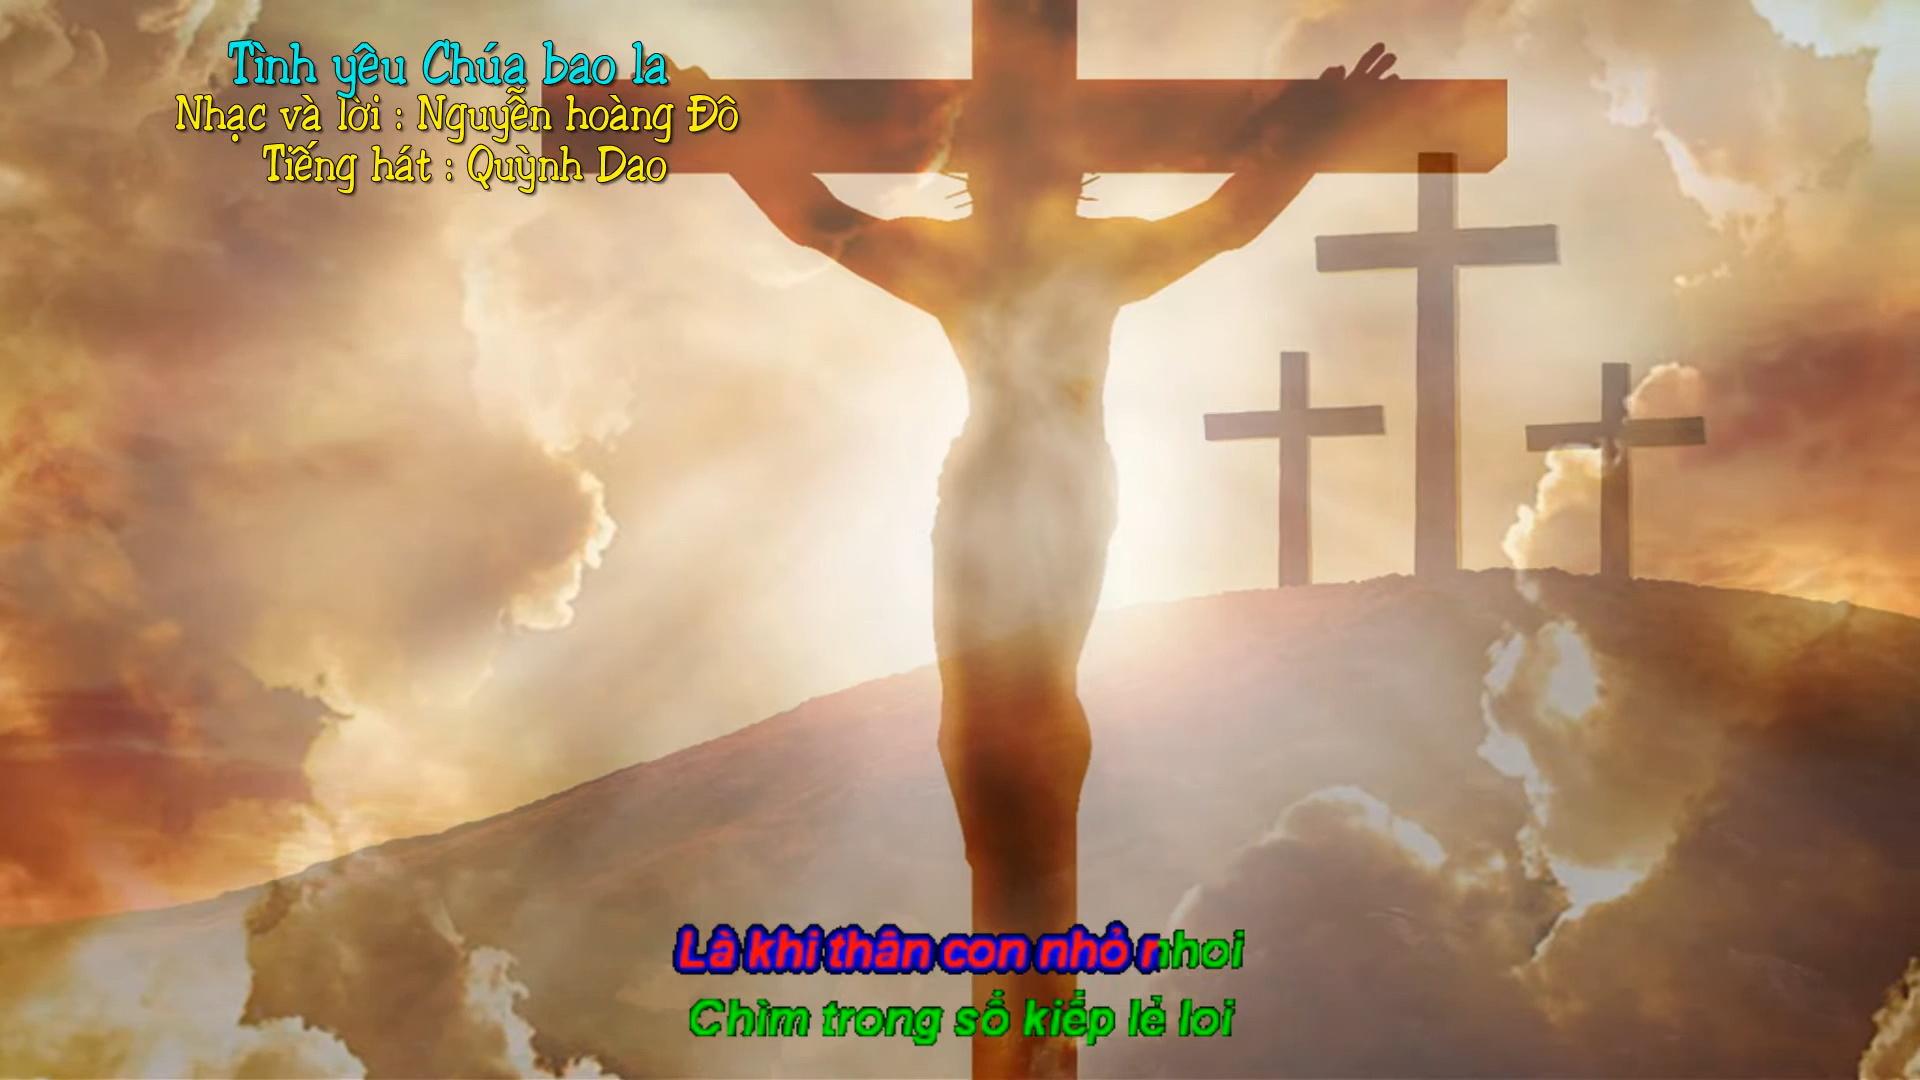 Tình yêu Chúa bao la
Nhạc và lời : Nguyễn hoàng Đô
Tiếng hát : Quỳnh Dao
Là khi thân con nhỏ nhoi
Chìm trong số kiếp lẻ loi